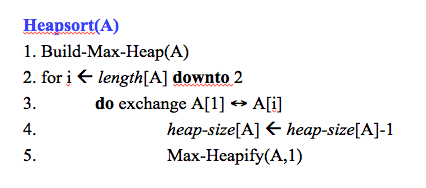 Heapsort(A)
1. Build-Max-Heap(A)
2. for i ← length[A] downto 2
3. do exchange A[1] ↔ A[i]
4. heap-size[A] ← heap-size[A]-1
5. Max-Heapify(A,1)